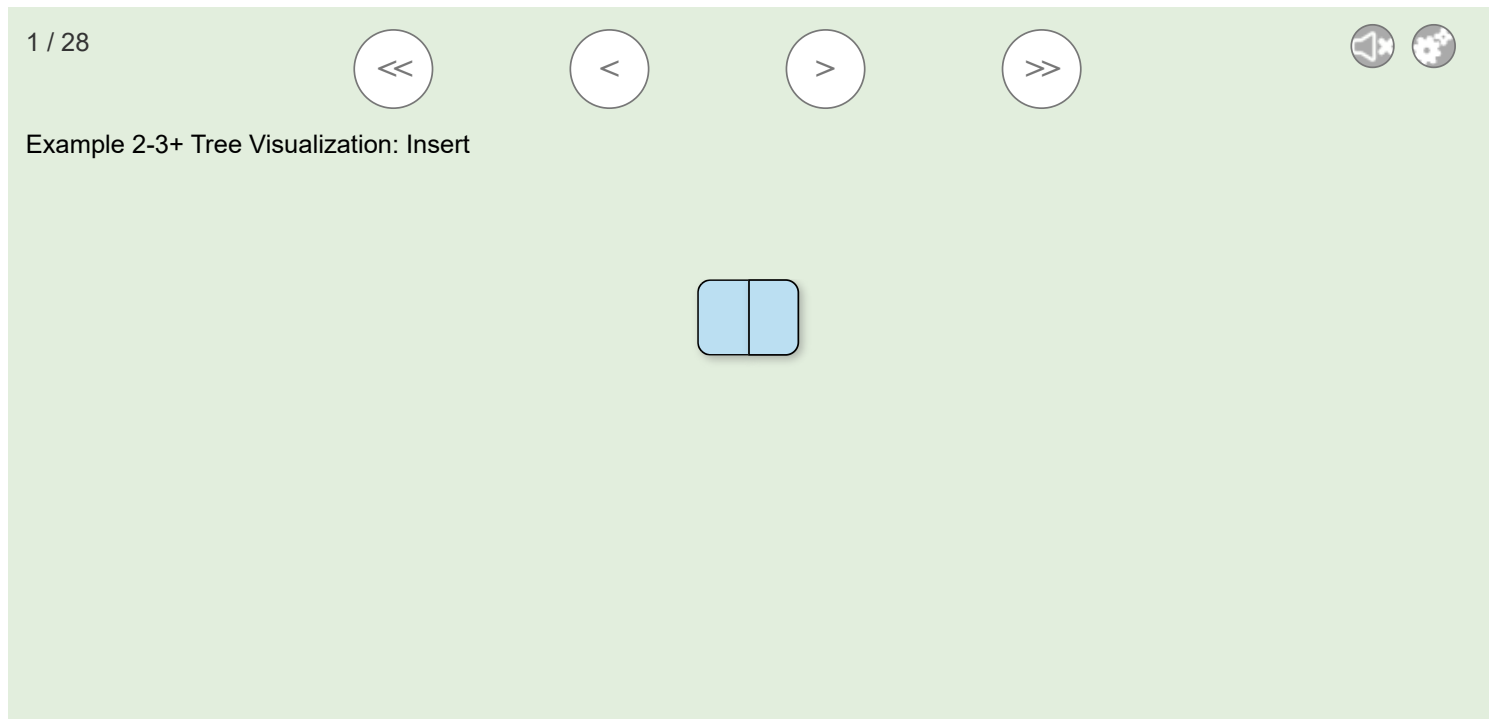 1 / 28
<< < > >>
Example 2-3+ Tree Visualization: Insert